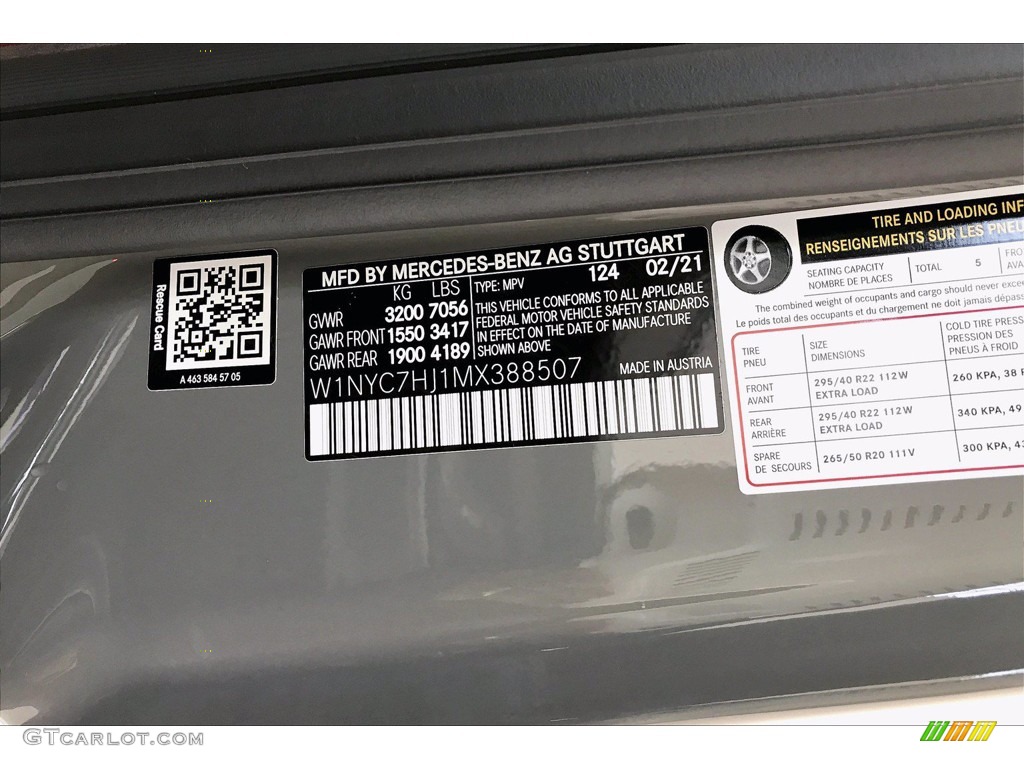 Rescue Card
A 463 584 57 05
MFD BY MERCEDES-BENZ AG STUTTGART
KG LBS
GVWR 3200 7056
GAWR FRONT 1550 3417
GAWR REAR 1900 4189
TYPE: MPV 124 02/21
THIS VEHICLE CONFORMS TO ALL APPLICABLE
FEDERAL MOTOR VEHICLE SAFETY STANDARDS
IN EFFECT ON THE DATE OF MANUFACTURE
SHOWN ABOVE
W1NYC7HJ1MX388507 MADE IN AUSTRIA
TIRE AND LOADING INF
RENSEIGNEMENTS SUR LES PNEU
SEATING CAPACITY
NOMBRE DE PLACES
TOTAL 5
FRO
AVA
The combined weight of occupants and cargo should never excee
Le poids total des occupants et du chargement ne doit jamais dépass
TIRE
PNEU
SIZE
DIMENSIONS
COLD TIRE PRESS
PRESSION DES
PNEUS À FROID
FRONT
AVANT
295/40 R22 112W
EXTRA LOAD
260 KPA, 38 P
REAR
ARRIÈRE
295/40 R22 112W
EXTRA LOAD
340 KPA, 49
SPARE
DE SECOURS
265/50 R20 111V
300 KPA, 43
GTCARLOT.COM